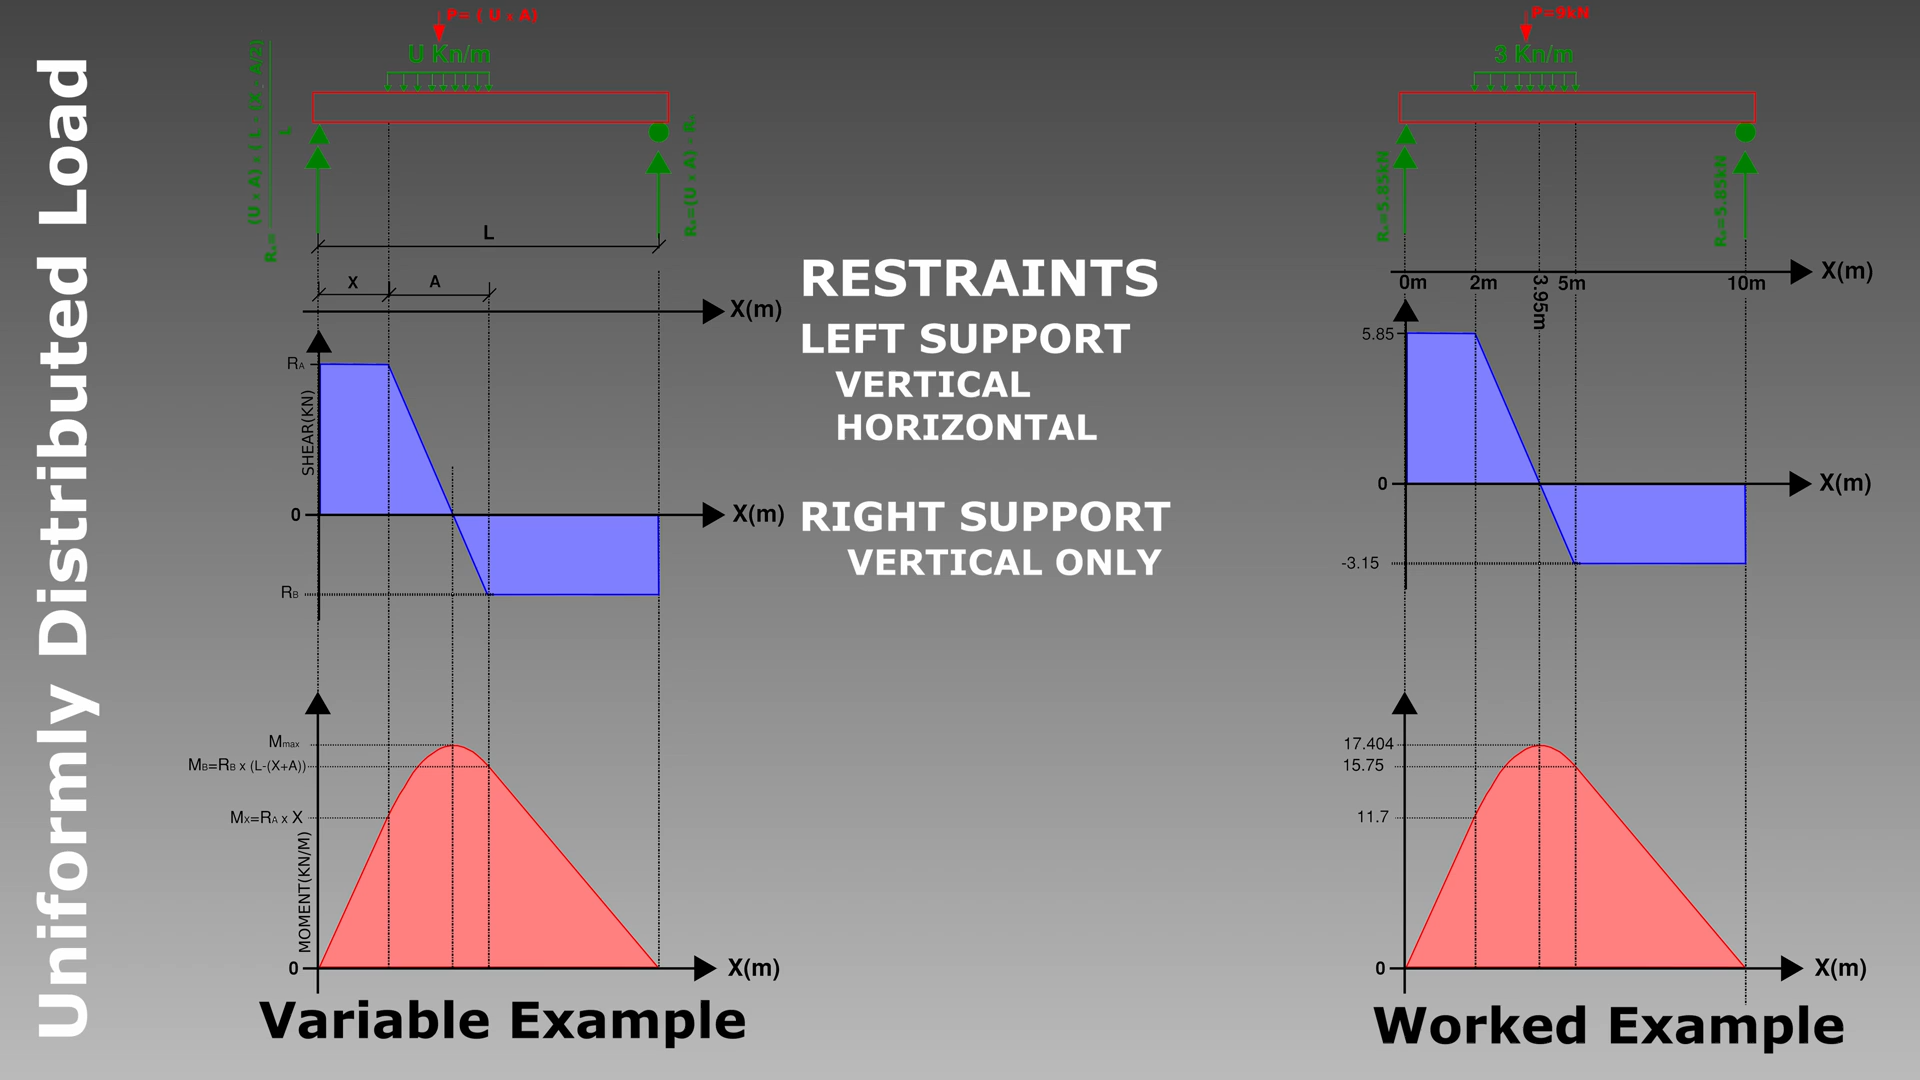 Uniformly Distributed Load
P= ( U x A)
U Kn/m
(U x A) x ( L - (X - A/2)
L
L
X
A
X(m)
RA
SHEAR(KN)
0
X(m)
RB
Mmax
MB=RB x (L-(X+A))
MX=RA x X
MOMENT(KN/M)
0
X(m)
Variable Example
RESTRAINTS
LEFT SUPPORT
VERTICAL
HORIZONTAL
RIGHT SUPPORT
VERTICAL ONLY
P=9kN
3 Kn/m
X(m)
0m
2m
3.95m
5m
10m
5.85
0
X(m)
-3.15
17.404
15.75
11.7
0
X(m)
Worked Example